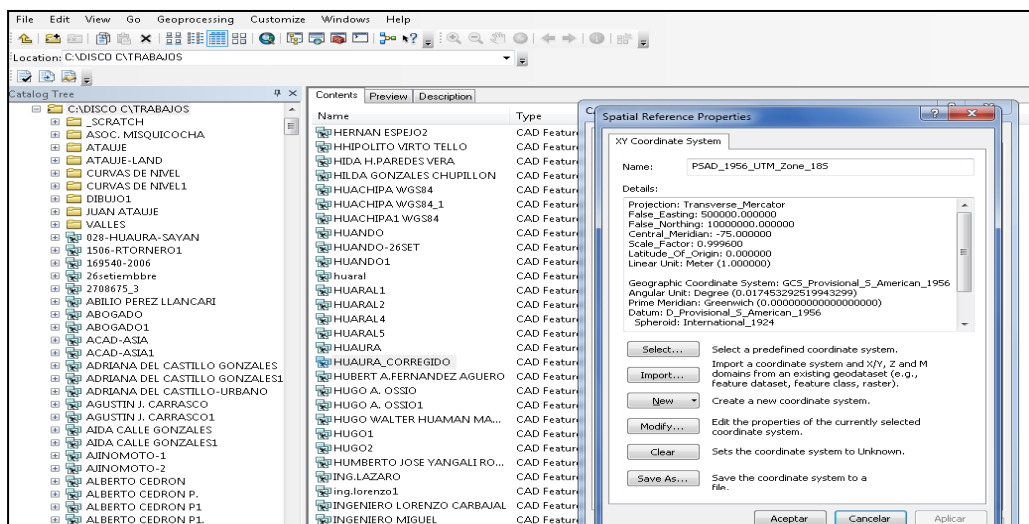 File Edit View Go Geoprocessing Customize Windows Help
Location: C:\DISCO C\TRABAJOS
Catalog Tree
C:\DISCO C\TRABAJOS
_SCRATCH
ASOC. MISQUICOCHA
ATAUJE
ATAUJE-LAND
CURVAS DE NIVEL
CURVAS DE NIVEL1
DIBUJO1
JUAN ATAUJE
VALLES
028-HUAURA-SAYAN
1506-RTORNERO1
169540-2006
26setiembbre
2708675_3
ABILIO PEREZ LLANCARI
ABOGADO
ABOGADO1
ACAD-ASIA
ACAD-ASIA1
ADRIANA DEL CASTILLO GONZALES
ADRIANA DEL CASTILLO GONZALES1
ADRIANA DEL CASTILLO-URBANO
AGUSTIN J. CARRASCO
AGUSTIN J. CARRASCO1
AIDA CALLE GONZALES
AIDA CALLE GONZALES1
AJINOMOTO-1
AJINOMOTO-2
ALBERTO CEDRON
ALBERTO CEDRON P.
ALBERTO CEDRON P1
ALBERTO CEDRON P1.
Contents Preview Description
Name Type
HERNAN ESPEJO2 CAD Feature
HHIPOLITO VIRTO TELLO CAD Feature
HIDA H.PAREDES VERA CAD Feature
HILDA GONZALES CHUPILLON CAD Feature
HUACHIPA WGS84 CAD Feature
HUACHIPA WGS84_1 CAD Feature
HUACHIPA1 WGS84 CAD Feature
HUANDO CAD Feature
HUANDO-26SET CAD Feature
HUANDO1 CAD Feature
huaral CAD Feature
HUARAL1 CAD Feature
HUARAL2 CAD Feature
HUARAL4 CAD Feature
HUARAL5 CAD Feature
HUAURA CAD Feature
HUAURA_CORREGIDO CAD Feature
HUBERT A.FERNANDEZ AGUERO CAD Feature
HUGO A. OSSIO CAD Feature
HUGO A. OSSIO1 CAD Feature
HUGO WALTER HUAMAN MA... CAD Feature
HUGO1 CAD Feature
HUGO2 CAD Feature
HUMBERTO JOSE YANGALI RO... CAD Feature
ING.LAZARO CAD Feature
ing.lorenzo1 CAD Feature
INGENIERO LORENZO CARBAJAL CAD Feature
INGENIERO MIGUEL CAD Feature
Spatial Reference Properties
XY Coordinate System
Name: PSAD_1956_UTM_Zone_18S
Details:
Projection: Transverse_Mercator
False_Easting: 500000.000000
False_Northing: 10000000.000000
Central_Meridian: -75.000000
Scale_Factor: 0.999600
Latitude_Of_Origin: 0.000000
Linear Unit: Meter (1.000000)
Geographic Coordinate System: GCS_Provisional_S_American_1956
Angular Unit: Degree (0.017453292519943299)
Prime Meridian: Greenwich (0.000000000000000000)
Datum: D_Provisional_S_American_1956
Spheroid: International_1924
Select... Select a predefined coordinate system.
Import... Import a coordinate system and X/Y, Z and M
domains from an existing geodataset (e.g.,
feature dataset, feature class, raster).
New Create a new coordinate system.
Modify... Edit the properties of the currently selected
coordinate system.
Clear Sets the coordinate system to Unknown.
Save As... Save the coordinate system to a
file.
Aceptar Cancelar Aplicar